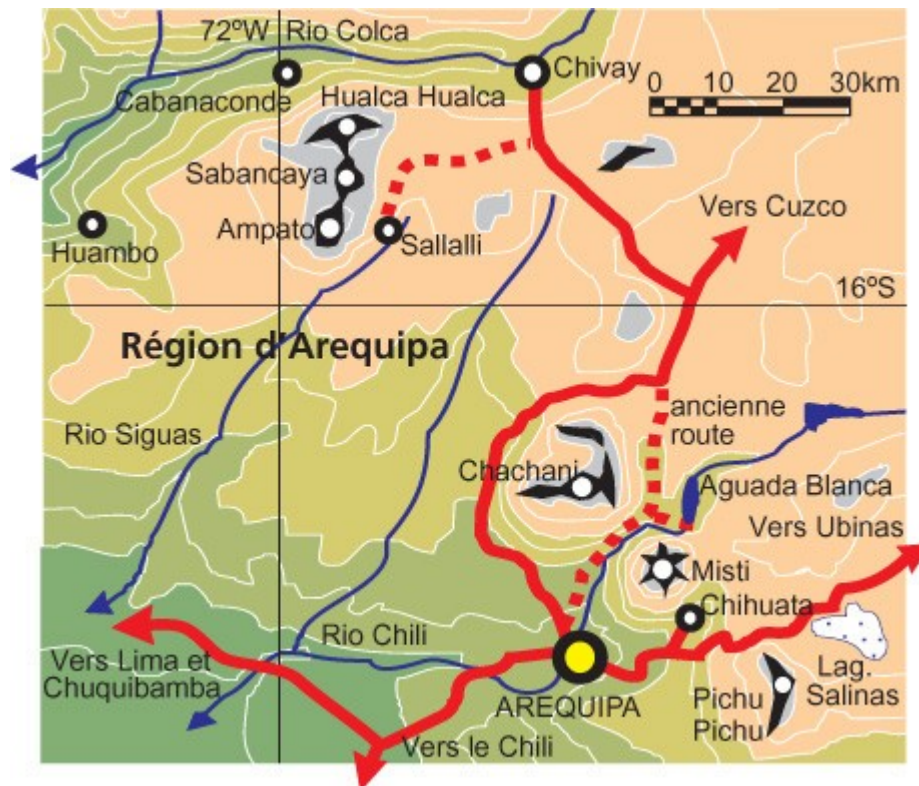 72ºW Rio Colca
Chivay
0 10 20 30km
Cabanaconde
Hualca Hualca
Sabancaya
Vers Cuzco
Ampato
Sallalli
Huambo
16ºS
Région d'Arequipa
ancienne
route
Rio Siguas
Chachani
Aguada Blanca
Vers Ubinas
Misti
Chihuata
Rio Chili
Vers Lima et
Chuquibamba
Lag.
Salinas
AREQUIPA
Pichu
Pichu
Vers le Chili